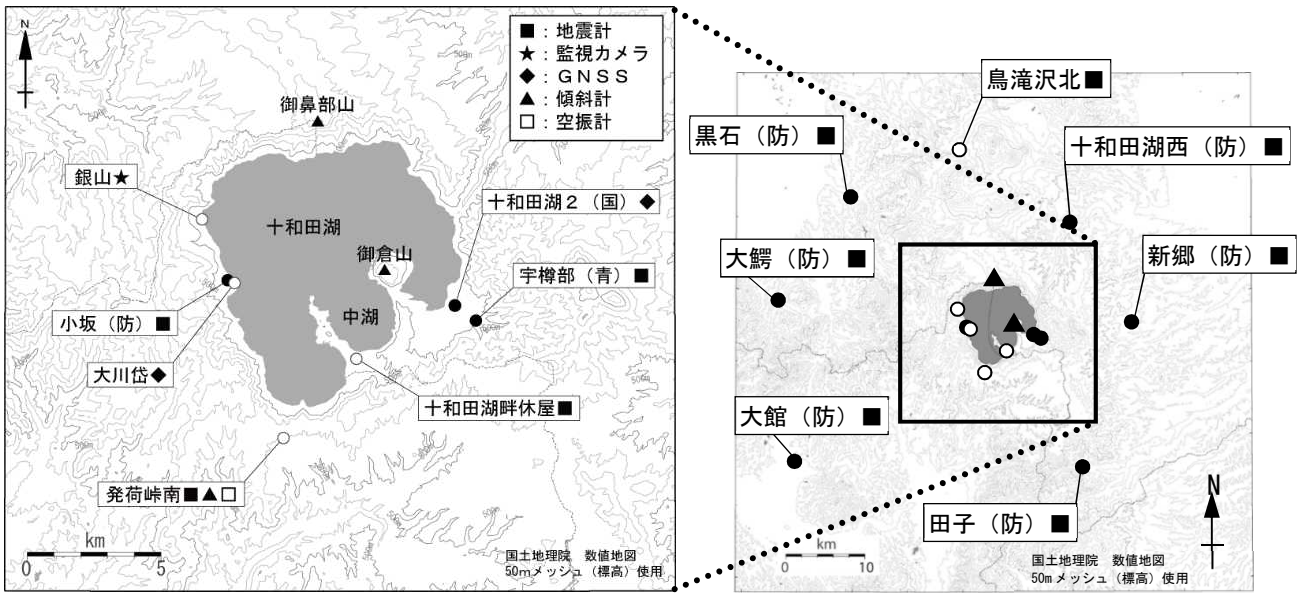 N
■：地震計
★：監視カメラ
◆：ＧＮＳＳ
▲：傾斜計
□：空振計
御鼻部山
銀山★
十和田湖
十和田湖２（国）◆
御倉山
宇樽部（青）■
中湖
小坂（防）■
大川岱◆
十和田湖畔休屋■
発荷峠南■▲□
km
0
5
国土地理院　数値地図
50ｍメッシュ（標高）使用
鳥滝沢北■
黒石（防）■
十和田湖西（防）■
大鰐（防）■
新郷（防）■
大館（防）■
田子（防）■
N
km
0
10
国土地理院　数値地図
50mメッシュ（標高）使用